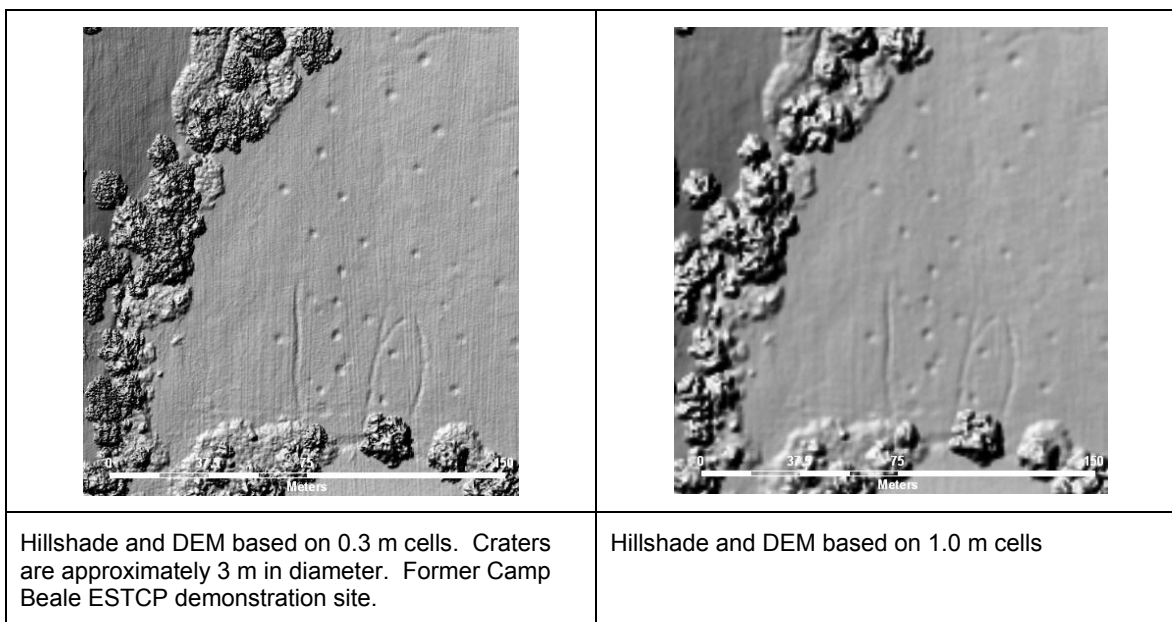 0 37.5 75 150
Meters
0 37.5 75 150
Meters
Hillshade and DEM based on 0.3 m cells.  Craters
are approximately 3 m in diameter.  Former Camp
Beale ESTCP demonstration site.
Hillshade and DEM based on 1.0 m cells